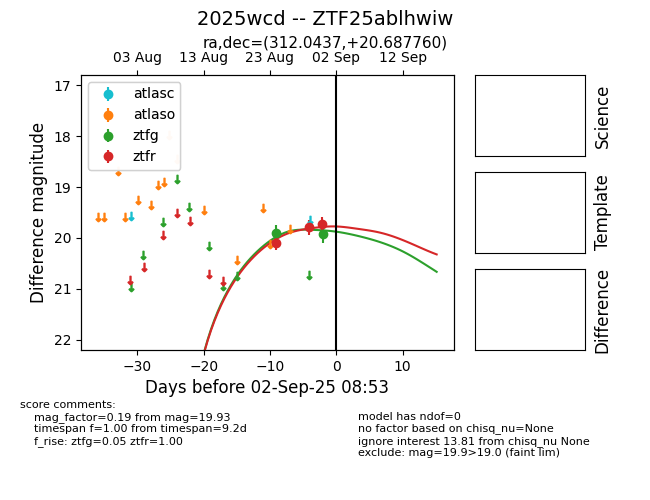 2025wcd -- ZTF25ablhwiw
ra,dec=(312.0437,+20.687760)
03 Aug 13 Aug 23 Aug 02 Sep 12 Sep
atlasc
atlaso
ztfg
ztfr
17
18
19
20
21
22
Difference magnitude
−30 −20 −10 0 10
Days before 02-Sep-25 08:53
Science
Template
Difference
score comments:
mag_factor=0.19 from mag=19.93
timespan f=1.00 from timespan=9.2d
f_rise: ztfg=0.05 ztfr=1.00
model has ndof=0
no factor based on chisq_nu=None
ignore interest 13.81 from chisq_nu None
exclude: mag=19.9>19.0 (faint lim)